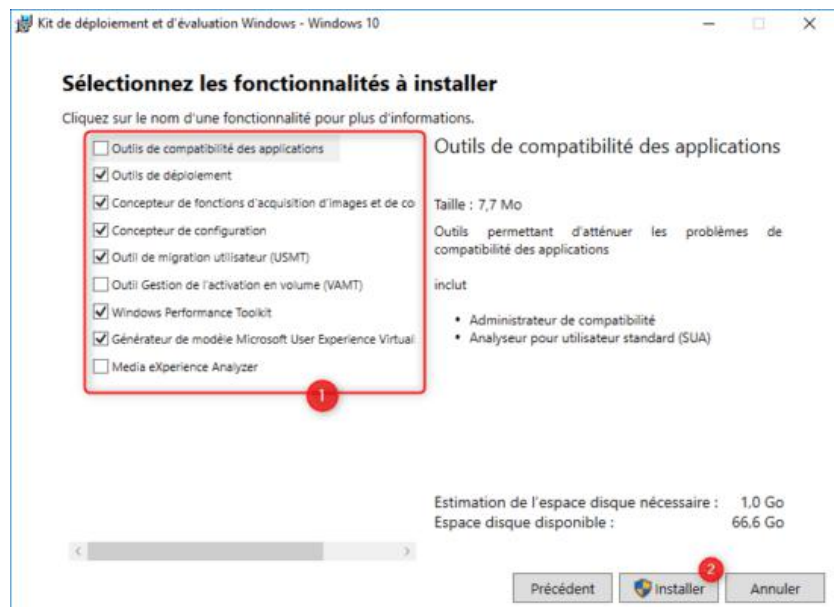 Kit de déploiement et d'évaluation Windows - Windows 10
Sélectionnez les fonctionnalités à installer
Cliquez sur le nom d'une fonctionnalité pour plus d'informations.
Outils de compatibilité des applications
Outils de déploiement
Concepteur de fonctions d'acquisition d'images et de co
Concepteur de configuration
Outil de migration utilisateur (USMT)
Outil Gestion de l'activation en volume (VAMT)
Windows Performance Toolkit
Générateur de modèle Microsoft User Experience Virtual
Media eXperience Analyzer
1
Outils de compatibilité des applications
Taille : 7,7 Mo
Outils permettant d'atténuer les problèmes de
compatibilité des applications
inclut
• Administrateur de compatibilité
• Analyseur pour utilisateur standard (SUA)
Estimation de l'espace disque nécessaire : 1,0 Go
Espace disque disponible : 66,6 Go
2
Précédent Installer Annuler